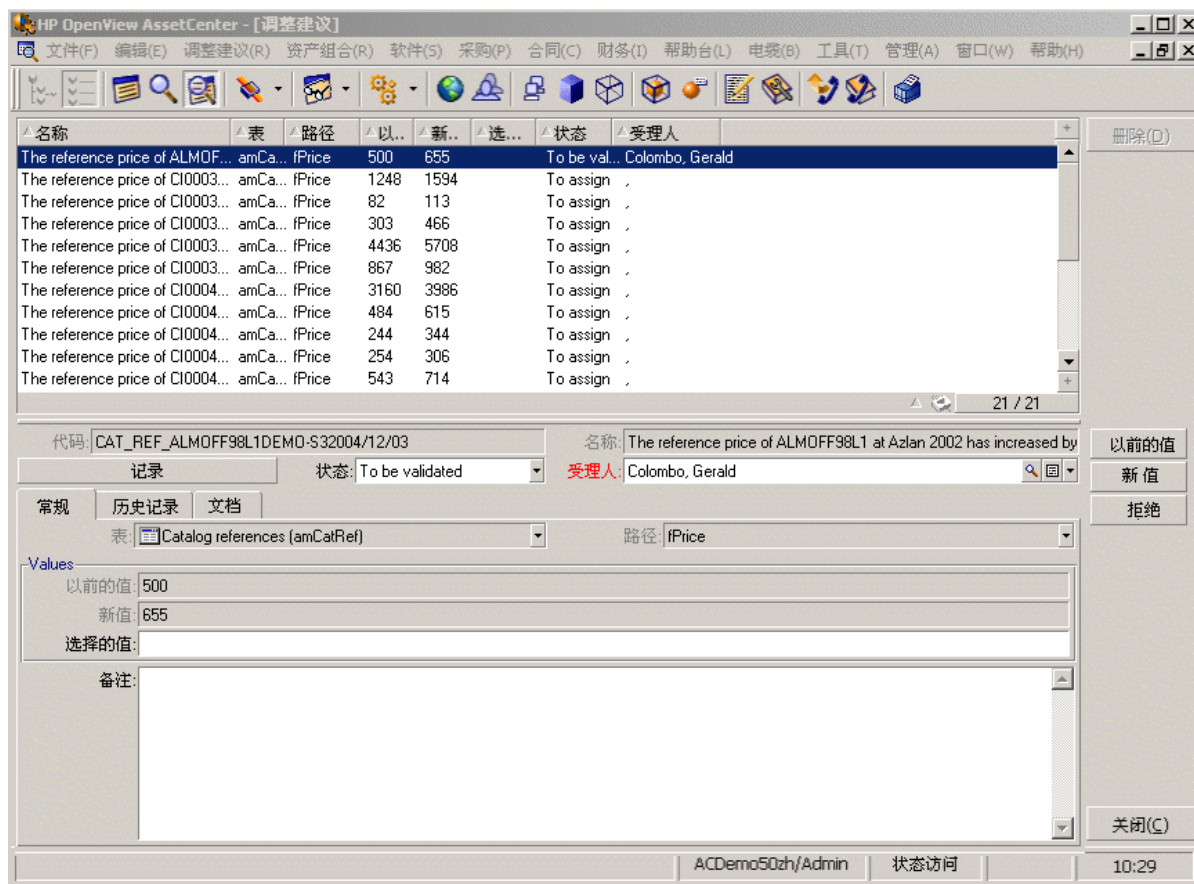 HP OpenView AssetCenter - [调整建议]
文件(F) 编辑(E) 调整建议(R) 资产组合(R) 软件(S) 采购(P) 合同(C) 财务(I) 帮助台(L) 电缆(B) 工具(T) 管理(A) 窗口(W) 帮助(H)
名称 表 路径 以.. 新.. 选... 状态 受理人
删除(D)
The reference price of ALMOF... amCa... fPrice 500 655 To be val... Colombo, Gerald
The reference price of CI0003... amCa... fPrice 1248 1594 To assign ,
The reference price of CI0003... amCa... fPrice 82 113 To assign ,
The reference price of CI0003... amCa... fPrice 303 466 To assign ,
The reference price of CI0003... amCa... fPrice 4436 5708 To assign ,
The reference price of CI0003... amCa... fPrice 867 982 To assign ,
The reference price of CI0004... amCa... fPrice 3160 3986 To assign ,
The reference price of CI0004... amCa... fPrice 484 615 To assign ,
The reference price of CI0004... amCa... fPrice 244 344 To assign ,
The reference price of CI0004... amCa... fPrice 254 306 To assign ,
The reference price of CI0004... amCa... fPrice 543 714 To assign ,
21 / 21
代码: CAT_REF_ALMOFF98L1DEMO-S32004/12/03 名称: The reference price of ALMOFF98L1 at Azlan 2002 has increased by
以前的值
记录 状态: To be validated 受理人: Colombo, Gerald
新 值
常规 历史记录 文档
拒绝
表: Catalog references (amCatRef) 路径: fPrice
Values
以前的值: 500
新值: 655
选择的值:
备注:
关闭(C)
ACDemo50zh/Admin 状态访问 10:29